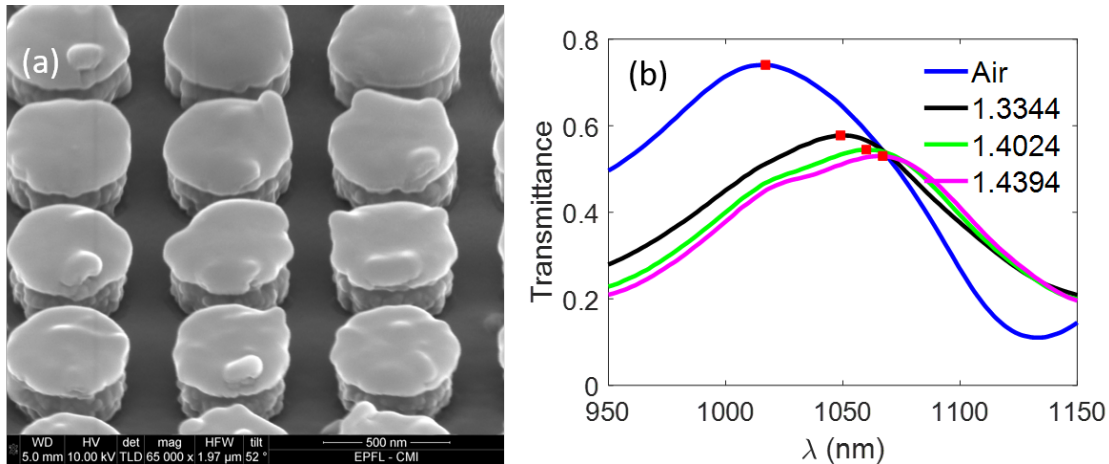 (a)
WD HV det mag HFW tilt
5.0 mm 10.00 kV TLD 65 000 x 1.97 µm 52 °
500 nm
EPFL - CMI
(b)
Air
1.3344
1.4024
1.4394
Transmittance
0.8
0.6
0.4
0.2
0
950 1000 1050 1100 1150
λ (nm)